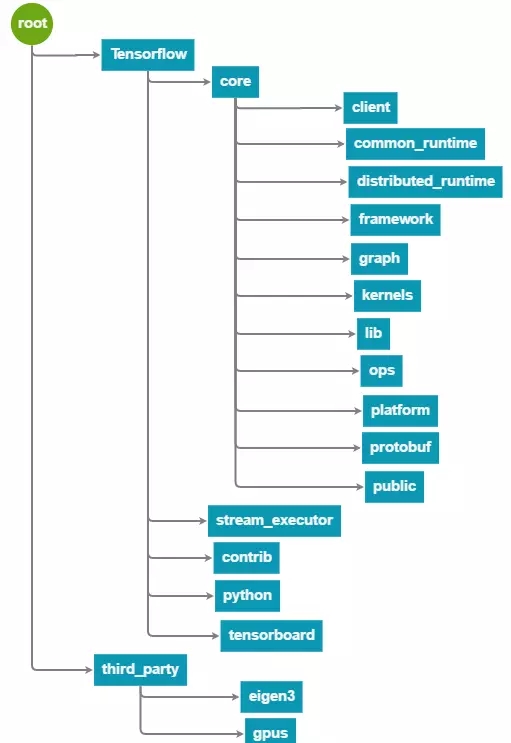 root
Tensorflow
core
client
common_runtime
distributed_runtime
framework
graph
kernels
lib
ops
platform
protobuf
public
stream_executor
contrib
python
tensorboard
third_party
eigen3
gpus